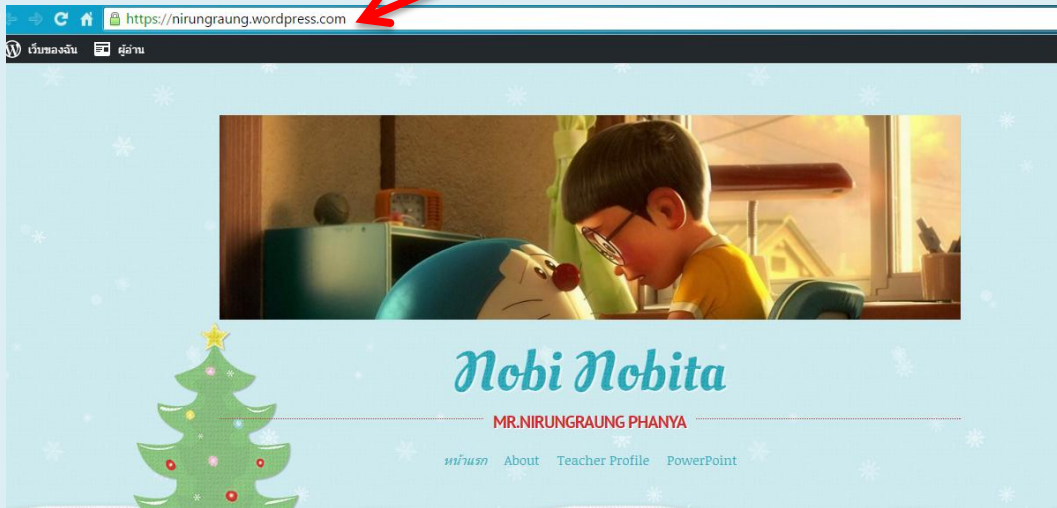 https://nirungraung.wordpress.com
เว็บของฉัน ผู้อ่าน
Nobi Nobita
MR.NIRUNGRAUNG PHANYA
หน้าแรก About Teacher Profile PowerPoint